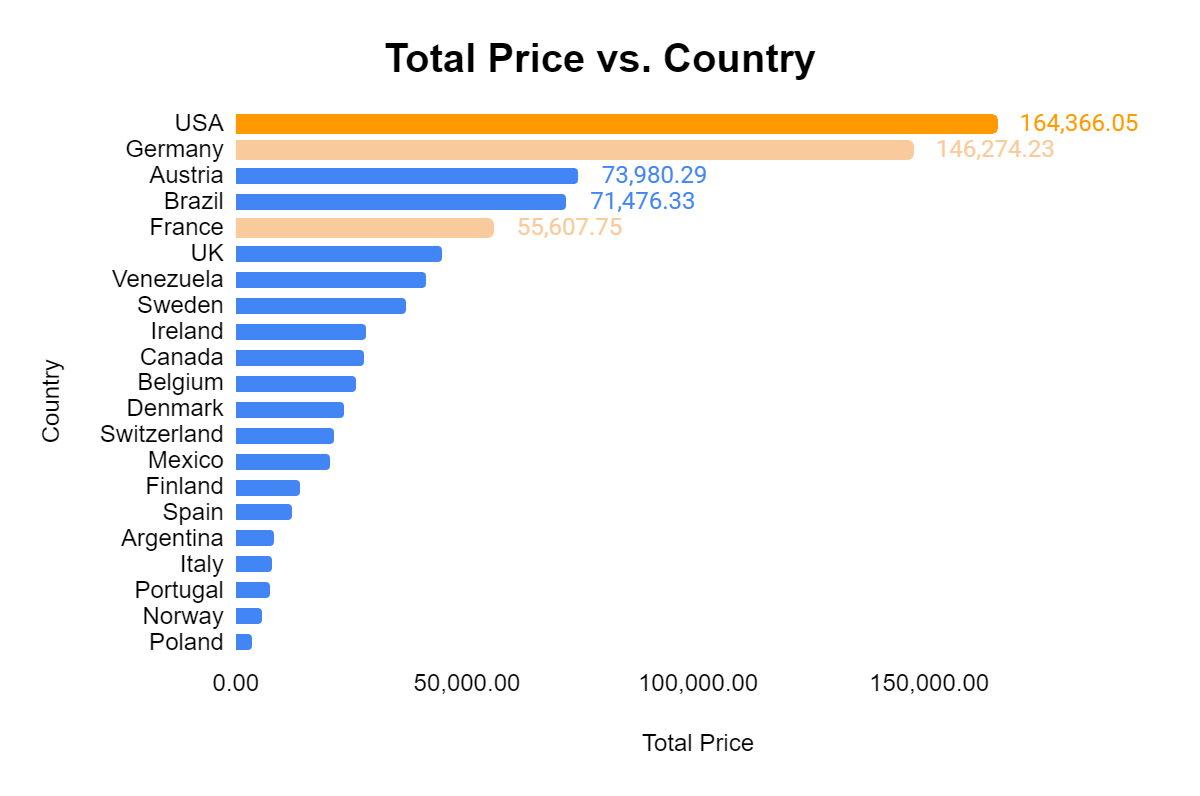 Total Price vs. Country
USA 164,366.05
Germany 146,274.23
Austria 73,980.29
Brazil 71,476.33
France 55,607.75
UK
Venezuela
Sweden
Ireland
Canada
Belgium
Denmark
Switzerland
Mexico
Finland
Spain
Argentina
Italy
Portugal
Norway
Poland
Country
0.00 50,000.00 100,000.00 150,000.00
Total Price